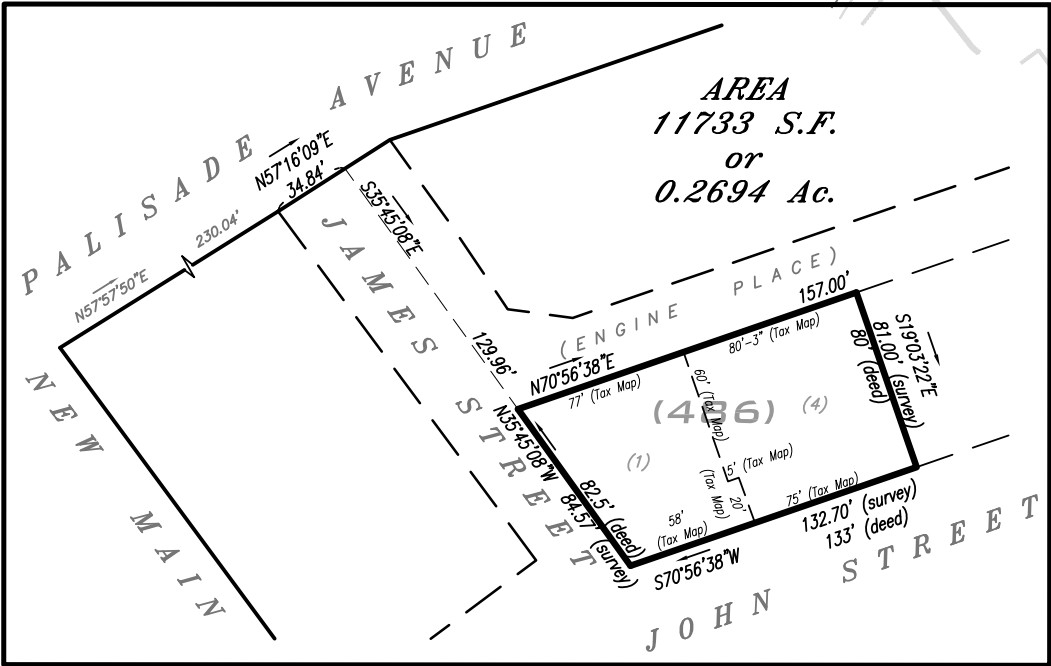 PALISADE AVENUE
AREA
11733 S.F.
or
0.2694 Ac.
N57°16'09"E
34.84'
230.04'
N57°57'50"E
S35°45'08"E
129.96'
JAMES STREET
NEW MAIN
(ENGINE PLACE)
157.00'
N70°56'38"E
77' (Tax Map)
80'-3" (Tax Map)
S19°03'22"E
81.00' (survey)
80' (deed)
60' (Tax Map)
(486)
(4)
(1)
N35°45'08"W
82.5' (deed)
84.57' (survey)
5' (Tax Map)
20'
(Tax Map)
58'
(Tax Map)
75' (Tax Map)
132.70' (survey)
133' (deed)
S70°56'38"W
JOHN STREET